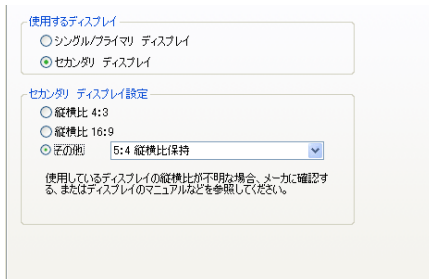 使用するディスプレイ
シングル/プライマリ ディスプレイ
セカンダリ ディスプレイ
セカンダリ ディスプレイ設定
縦横比 4:3
縦横比 16:9
その他 5:4 縦横比保持
使用しているディスプレイの縦横比が不明な場合、メーカに確認す
る、またはディスプレイのマニュアルなどを参照してください。